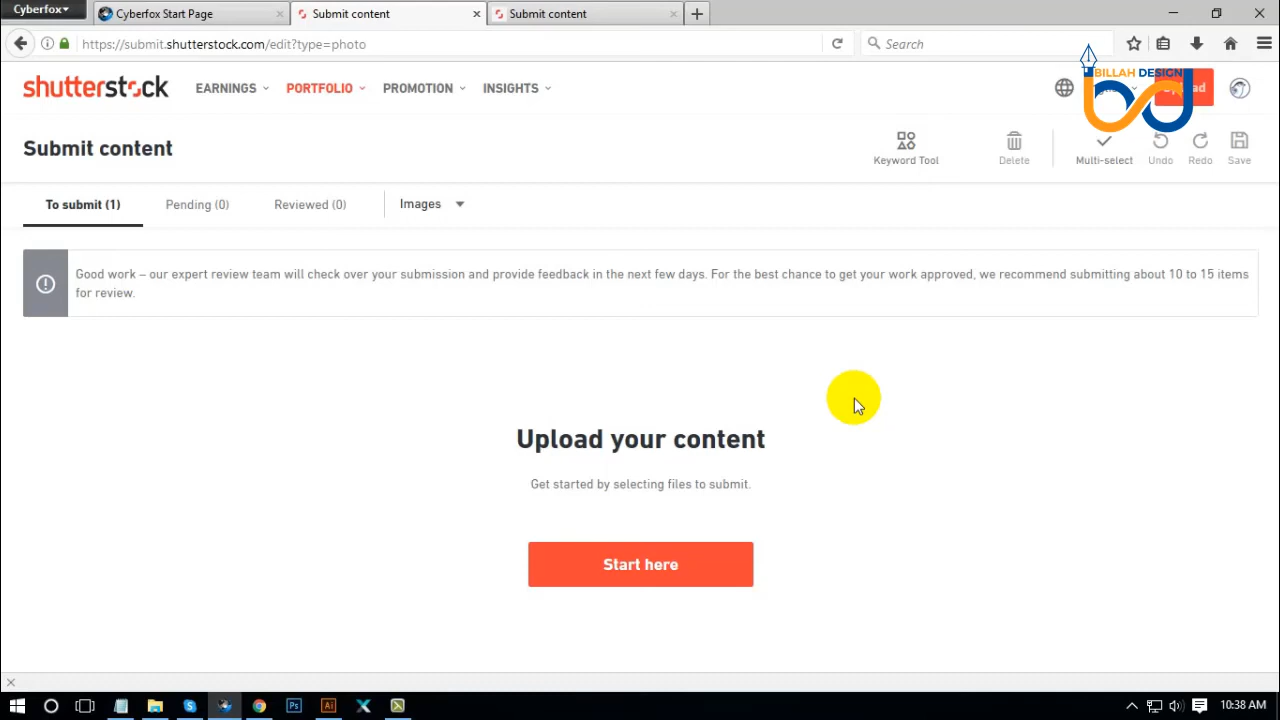 Cyberfox
Cyberfox Start Page
Submit content
Submit content
https://submit.shutterstock.com/edit?type=photo
Search
shutterstock
EARNINGS
PORTFOLIO
PROMOTION
INSIGHTS
BILLAH DESIGN
Submit content
Keyword Tool
Delete
Multi-select
Undo
Redo
Save
To submit (1)
Pending (0)
Reviewed (0)
Images
Good work – our expert review team will check over your submission and provide feedback in the next few days. For the best chance to get your work approved, we recommend submitting about 10 to 15 items
for review.
Upload your content
Get started by selecting files to submit.
Start here
Ps
Ai
10:38 AM